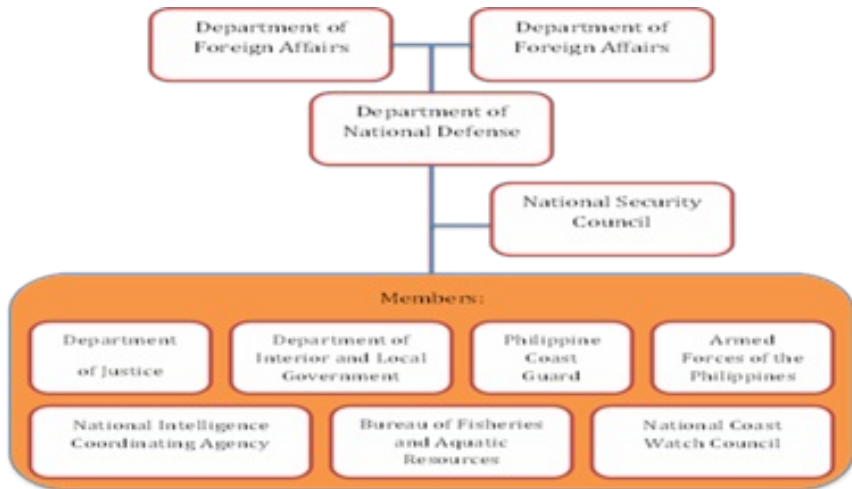 Department of
Foreign Affairs
Department of
Foreign Affairs
Department of
National Defense
National Security
Council
Members:
Department
of Justice
Department of
Interior and Local
Government
Philippine
Coast
Guard
Armed
Forces of the
Philippines
National Intelligence
Coordinating Agency
Bureau of Fisheries
and Aquatic
Resources
National Coast
Watch Council